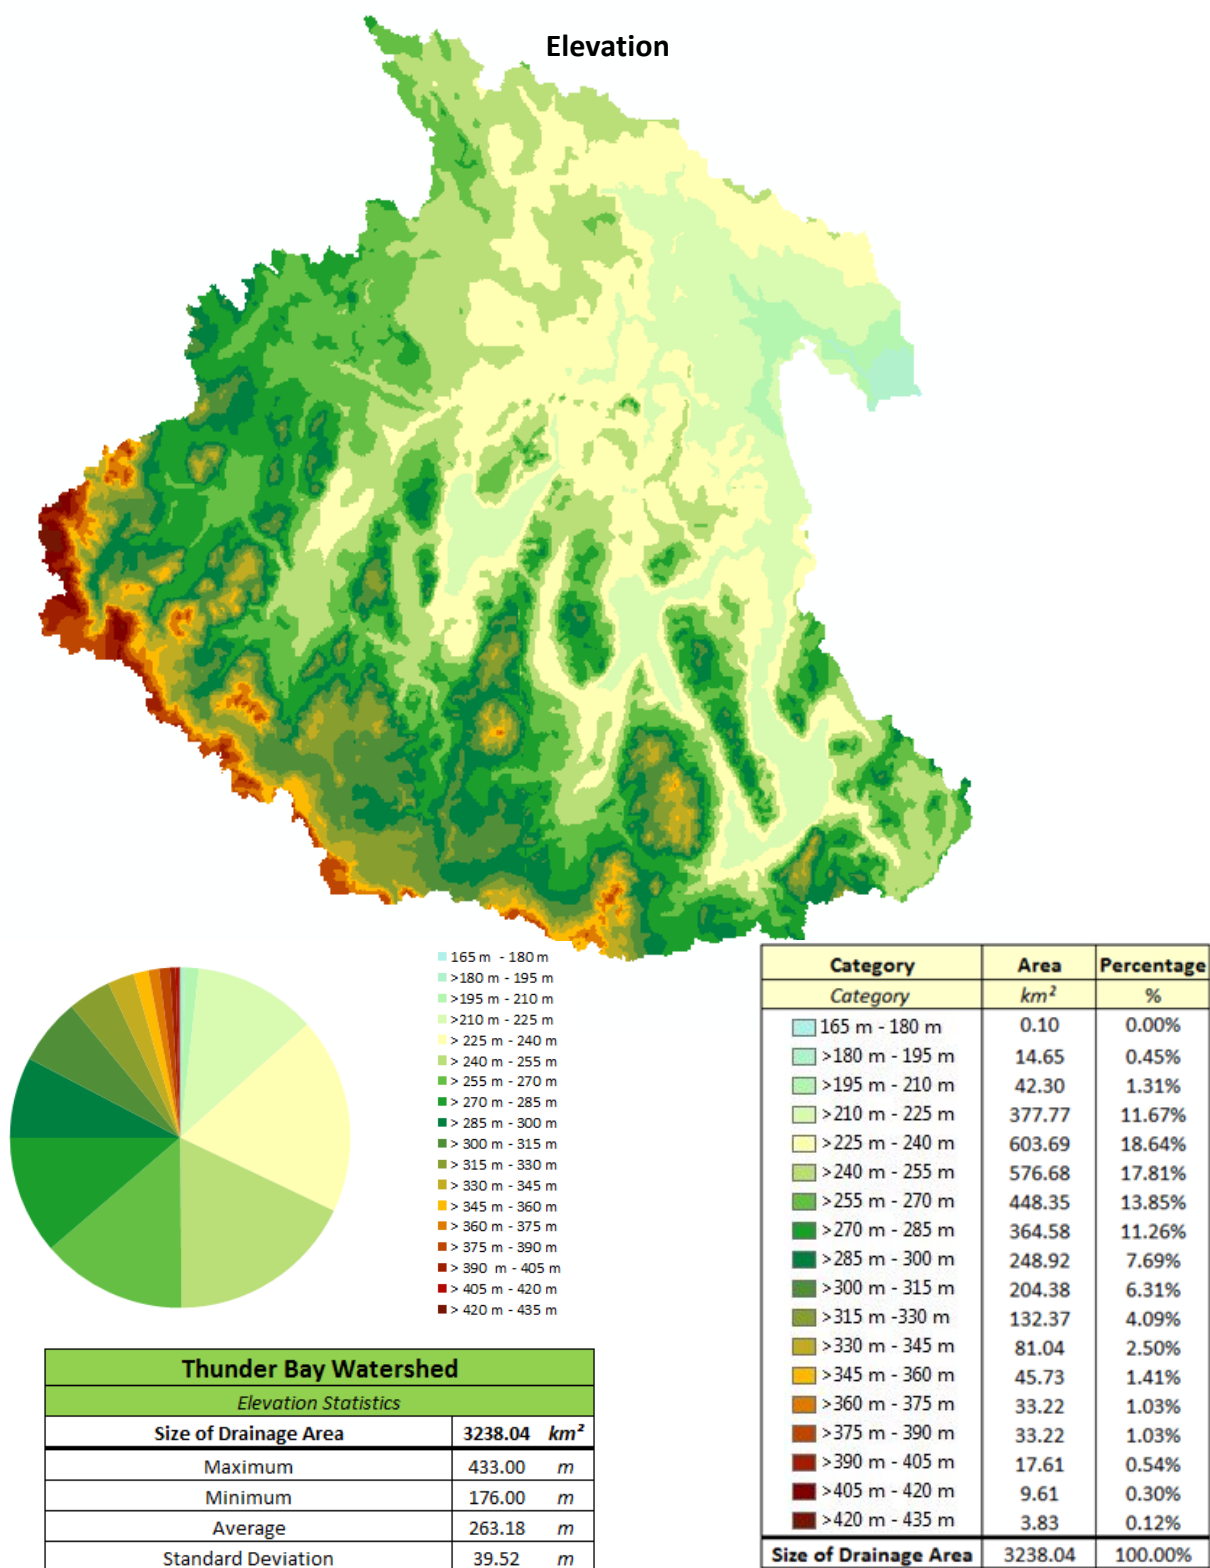 Elevation
165 m - 180 m
>180 m - 195 m
>195 m - 210 m
>210 m - 225 m
> 225 m - 240 m
> 240 m - 255 m
> 255 m - 270 m
> 270 m - 285 m
> 285 m - 300 m
> 300 m - 315 m
> 315 m - 330 m
> 330 m - 345 m
> 345 m - 360 m
> 360 m - 375 m
> 375 m - 390 m
> 390 m - 405 m
> 405 m - 420 m
> 420 m - 435 m
Category Area Percentage
Category km² %
165 m - 180 m 0.10 0.00%
>180 m - 195 m 14.65 0.45%
>195 m - 210 m 42.30 1.31%
>210 m - 225 m 377.77 11.67%
>225 m - 240 m 603.69 18.64%
>240 m - 255 m 576.68 17.81%
>255 m - 270 m 448.35 13.85%
>270 m - 285 m 364.58 11.26%
>285 m - 300 m 248.92 7.69%
>300 m - 315 m 204.38 6.31%
>315 m -330 m 132.37 4.09%
>330 m - 345 m 81.04 2.50%
>345 m - 360 m 45.73 1.41%
>360 m - 375 m 33.22 1.03%
>375 m - 390 m 33.22 1.03%
>390 m - 405 m 17.61 0.54%
>405 m - 420 m 9.61 0.30%
>420 m - 435 m 3.83 0.12%
Size of Drainage Area 3238.04 100.00%
Thunder Bay Watershed
Elevation Statistics
Size of Drainage Area 3238.04 km²
Maximum 433.00 m
Minimum 176.00 m
Average 263.18 m
Standard Deviation 39.52 m